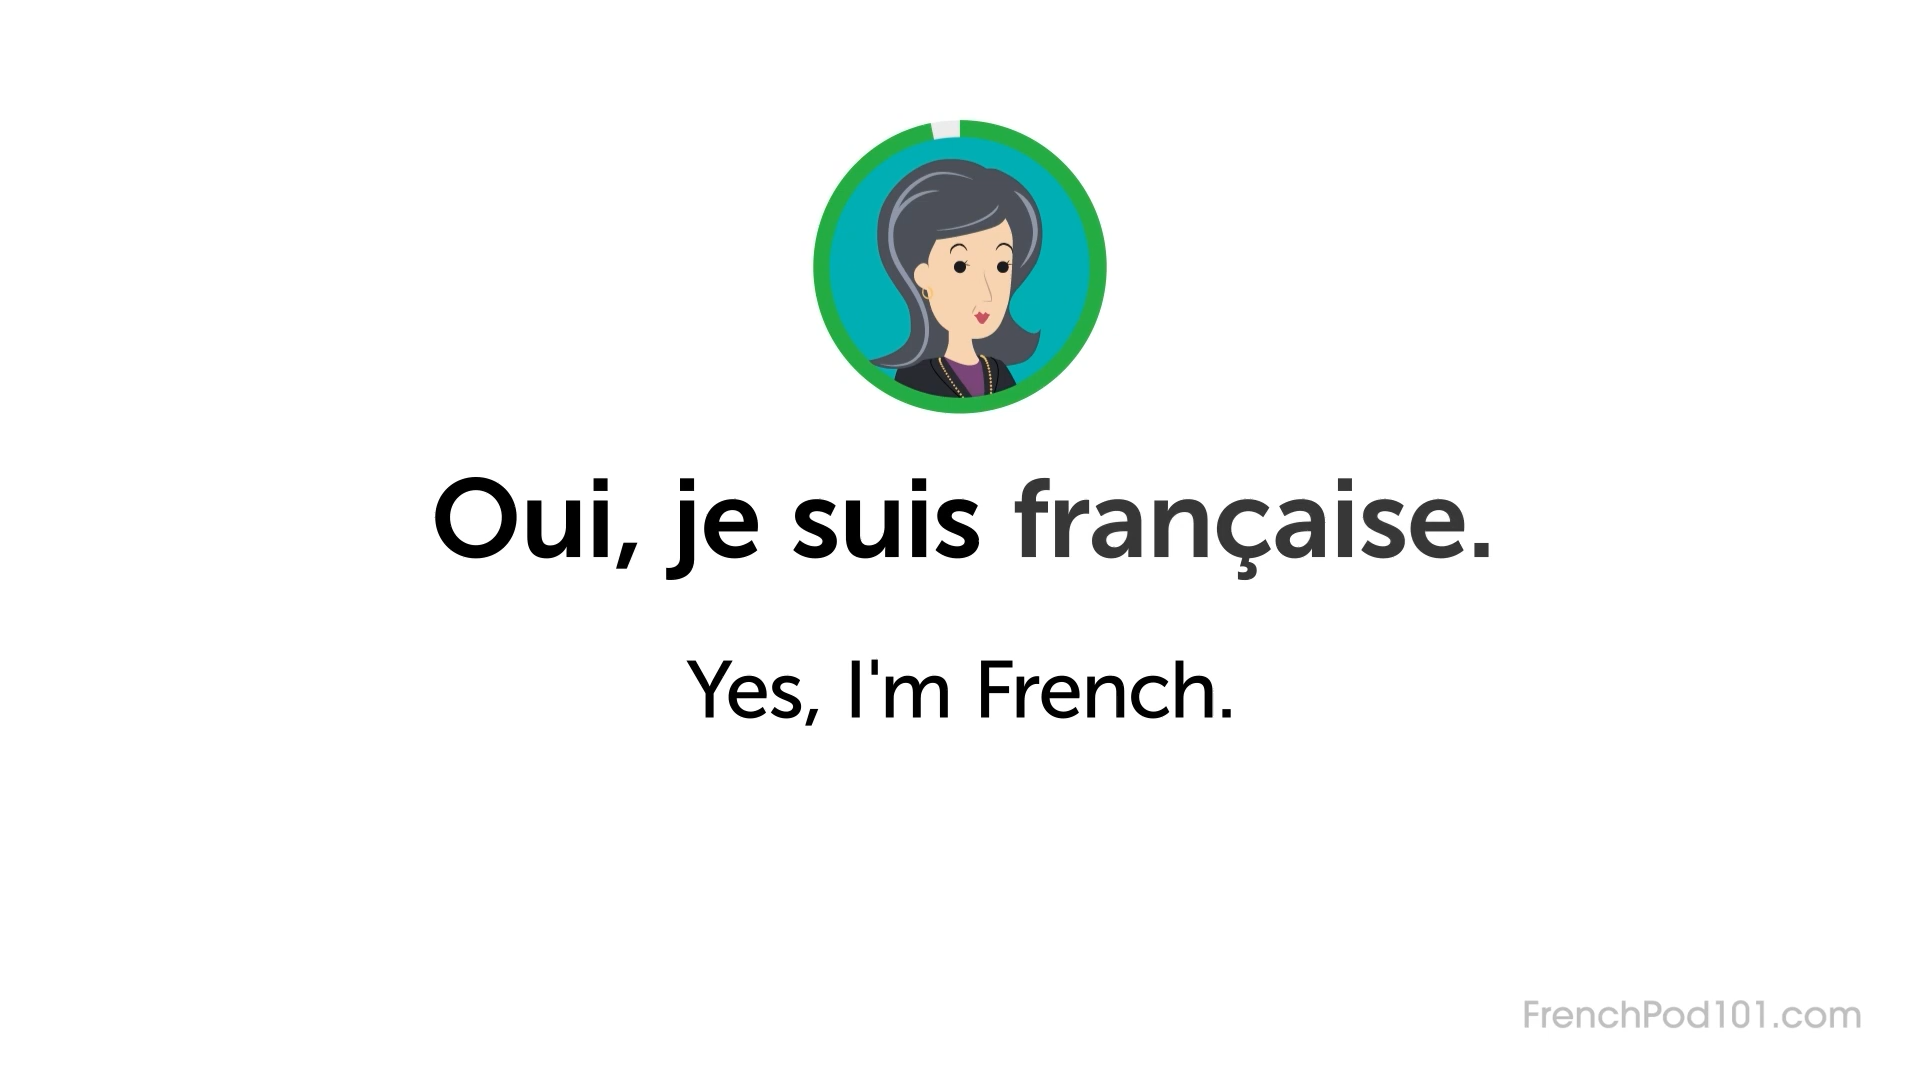 Oui, je suis française.
Yes, I'm French.
FrenchPod101.com